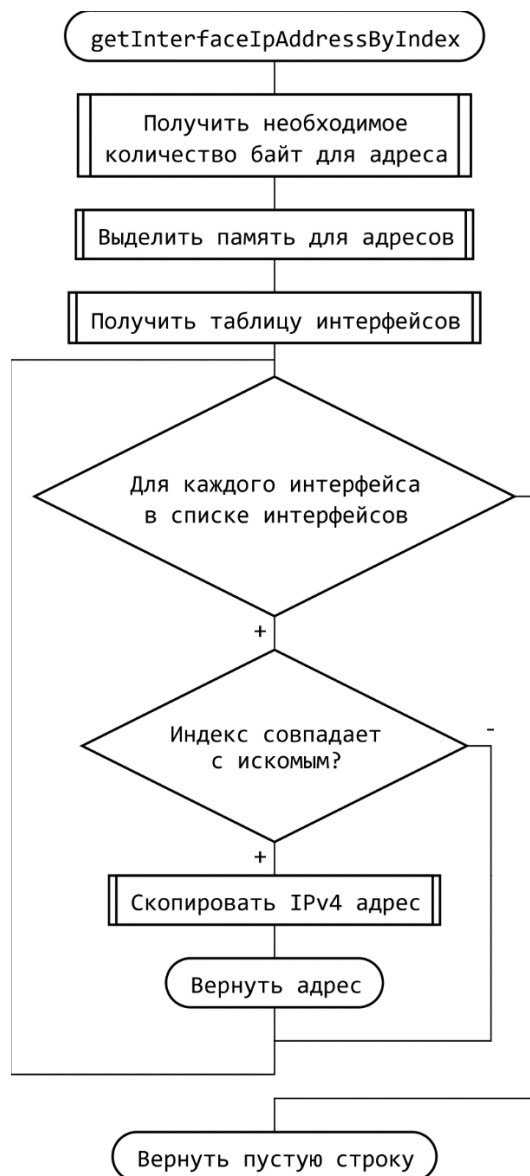 getInterfaceIpAddressByIndex
Получить необходимое
количество байт для адреса
Выделить память для адресов
Получить таблицу интерфейсов
Для каждого интерфейса
в списке интерфейсов
+
Индекс совпадает
с искомым?
-
+
Скопировать IPv4 адрес
Вернуть адрес
Вернуть пустую строку